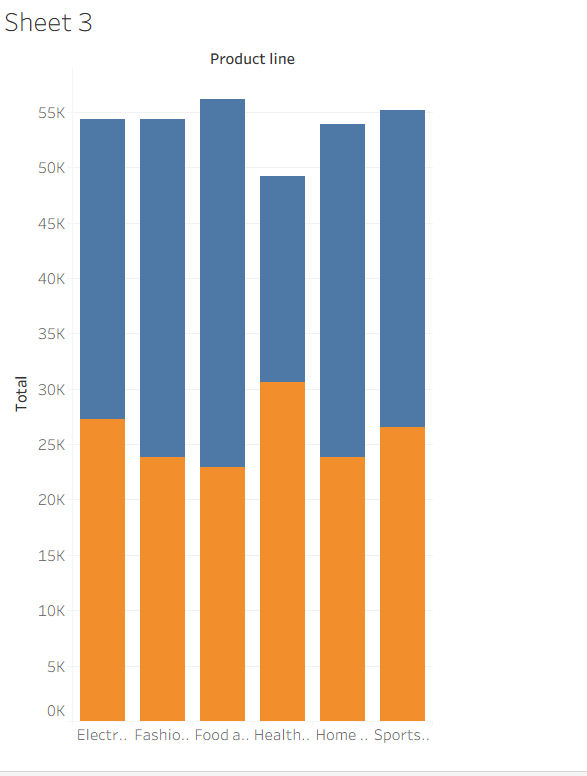 Sheet 3
Product line
55K
50K
45K
40K
35K
30K
25K
20K
15K
10K
5K
0K
Total
Electr.. Fashio.. Food a.. Health.. Home .. Sports..